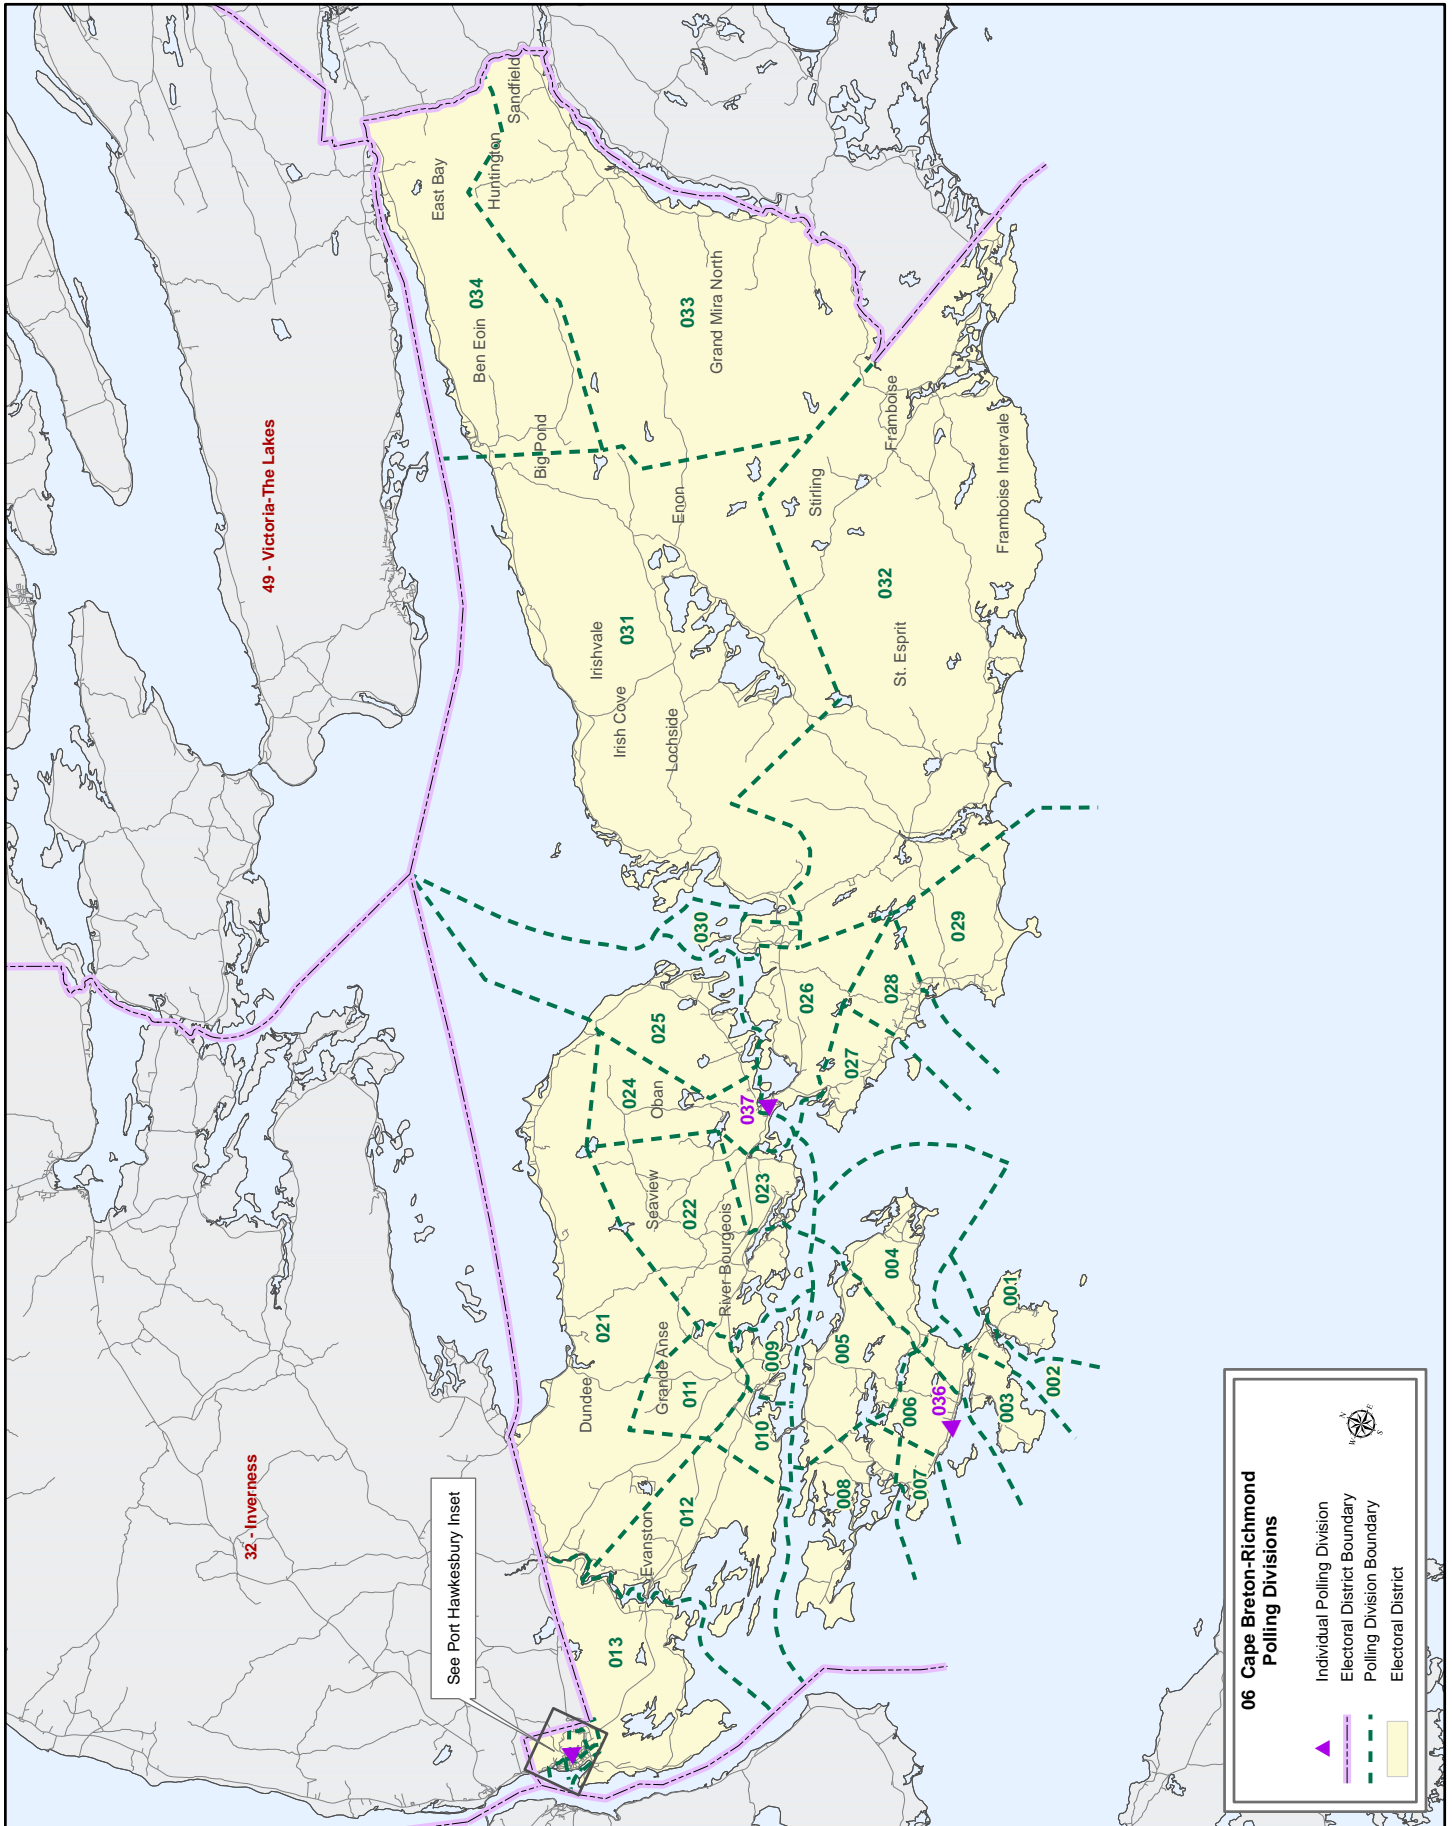 49 - Victoria-The Lakes
32 - Inverness
See Port Hawkesbury Inset
Sandfield
East Bay
Huntington
Ben Eoin
034
033
Grand Mira North
Big Pond
Framboise
Enon
Stirling
Framboise Intervale
032
Irishvale
031
St. Esprit
Irish Cove
Lochside
030
029
026
028
025
027
024
Oban
037
Seaview
022
023
River Bourgeois
004
001
021
005
009
Grande Anse
011
Dundee
002
006
036
003
010
008
007
012
Evanston
013
06 Cape Breton-Richmond
Polling Divisions
Individual Polling Division
Electoral District Boundary
Polling Division Boundary
Electoral District
N
E
S
W